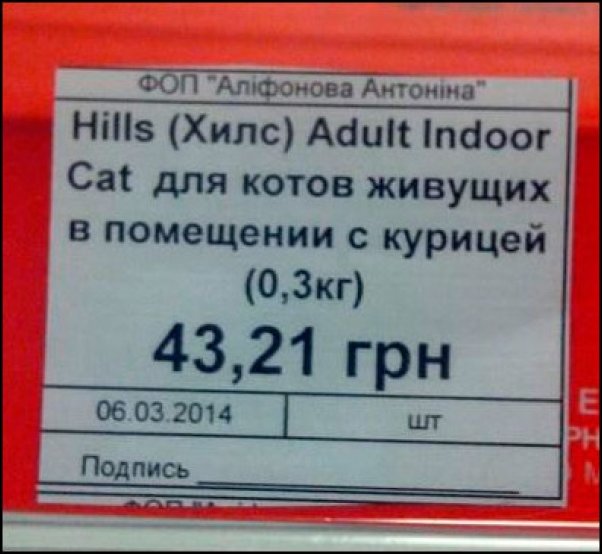 ФОП "Аліфонова Антоніна"
Hills (Хилс) Adult Indoor
Cat для котов живущих
в помещении с курицей
(0,3кг)
43,21 грн
06.03.2014 шт
Подпись